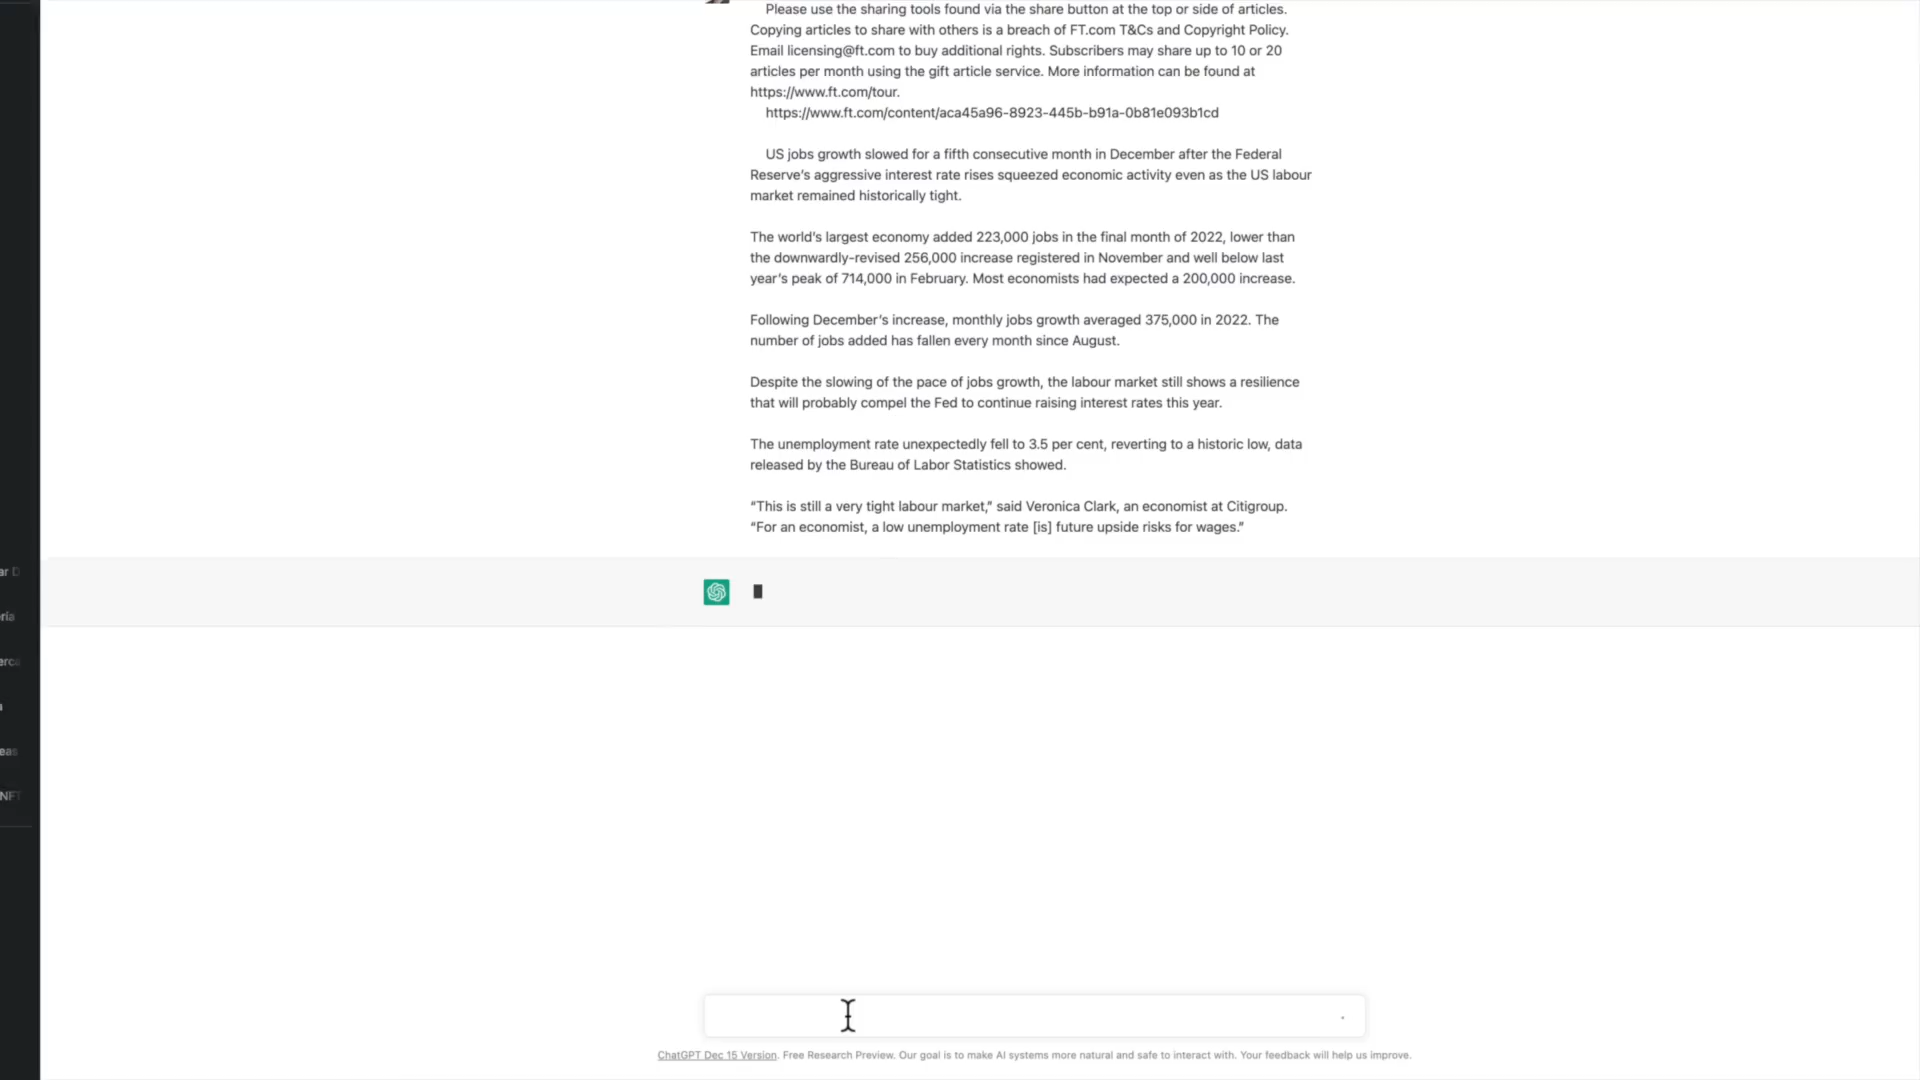 Please use the sharing tools found via the share button at the top or side of articles.
Copying articles to share with others is a breach of FT.com T&Cs and Copyright Policy.
Email licensing@ft.com to buy additional rights. Subscribers may share up to 10 or 20
articles per month using the gift article service. More information can be found at
https://www.ft.com/tour.
https://www.ft.com/content/aca45a96-8923-445b-b91a-0b81e093b1cd
US jobs growth slowed for a fifth consecutive month in December after the Federal
Reserve’s aggressive interest rate rises squeezed economic activity even as the US labour
market remained historically tight.
The world’s largest economy added 223,000 jobs in the final month of 2022, lower than
the downwardly-revised 256,000 increase registered in November and well below last
year’s peak of 714,000 in February. Most economists had expected a 200,000 increase.
Following December’s increase, monthly jobs growth averaged 375,000 in 2022. The
number of jobs added has fallen every month since August.
Despite the slowing of the pace of jobs growth, the labour market still shows a resilience
that will probably compel the Fed to continue raising interest rates this year.
The unemployment rate unexpectedly fell to 3.5 per cent, reverting to a historic low, data
released by the Bureau of Labor Statistics showed.
“This is still a very tight labour market,” said Veronica Clark, an economist at Citigroup.
“For an economist, a low unemployment rate [is] future upside risks for wages.”
ar D
ría
erca
eas
NFT
ChatGPT Dec 15 Version. Free Research Preview. Our goal is to make AI systems more natural and safe to interact with. Your feedback will help us improve.